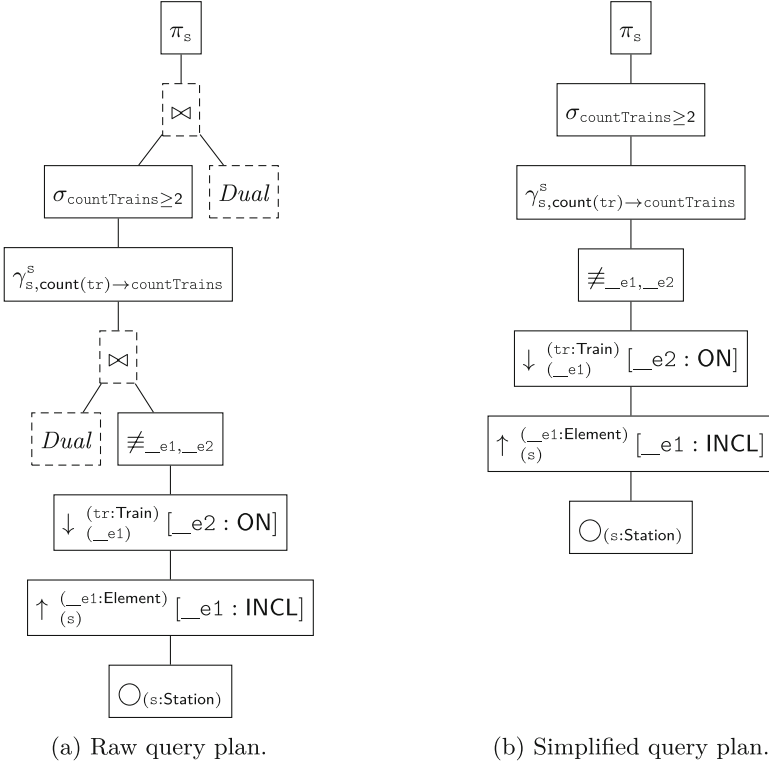 π_s
⋈
σ_countTrains≥2
Dual
γ^s_s,count(tr)→countTrains
⋈
Dual
≢__e1,__e2
↓ (tr:Train) (__e1) [__e2 : ON]
↑ (__e1:Element) (s) [__e1 : INCL]
○(s:Station)
(a) Raw query plan.
π_s
σ_countTrains≥2
γ^s_s,count(tr)→countTrains
≢__e1,__e2
↓ (tr:Train) (__e1) [__e2 : ON]
↑ (__e1:Element) (s) [__e1 : INCL]
○(s:Station)
(b) Simplified query plan.